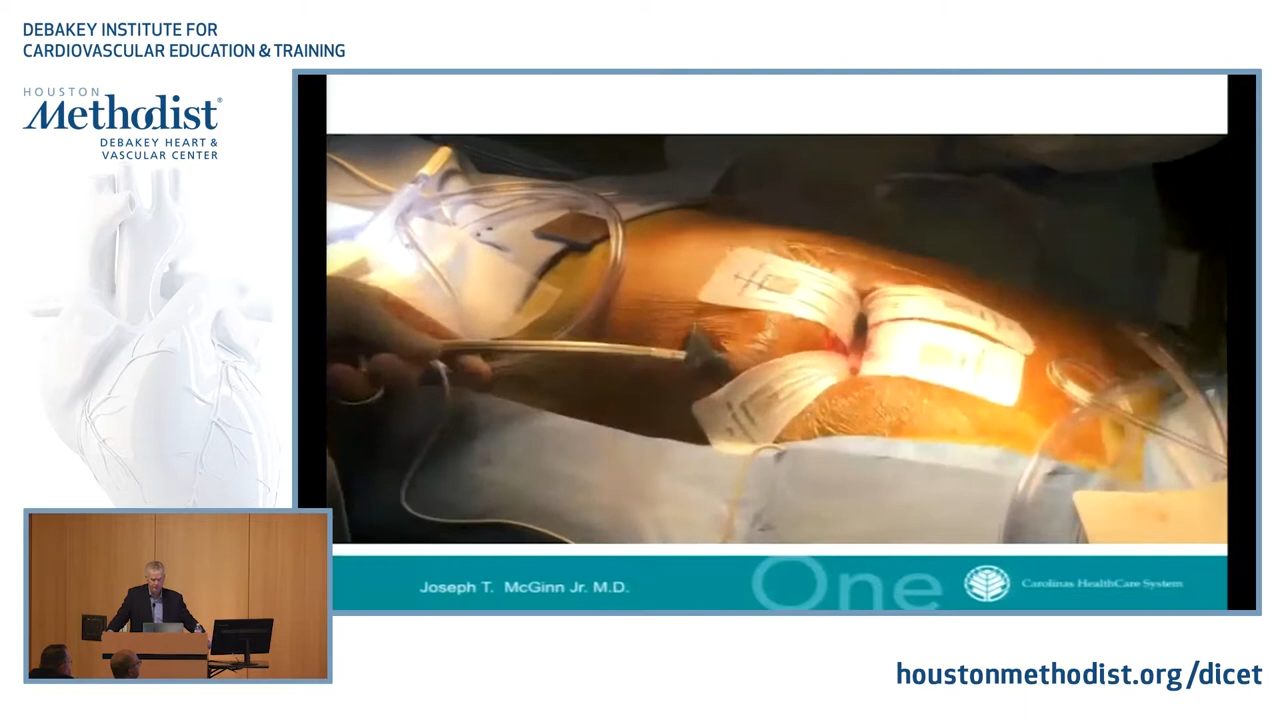 DEBAKEY INSTITUTE FOR
CARDIOVASCULAR EDUCATION & TRAINING
HOUSTON
Methodist®
DEBAKEY HEART &
VASCULAR CENTER
Joseph T. McGinn Jr. M.D.
One
Carolinas HealthCare System
houstonmethodist.org/dicet